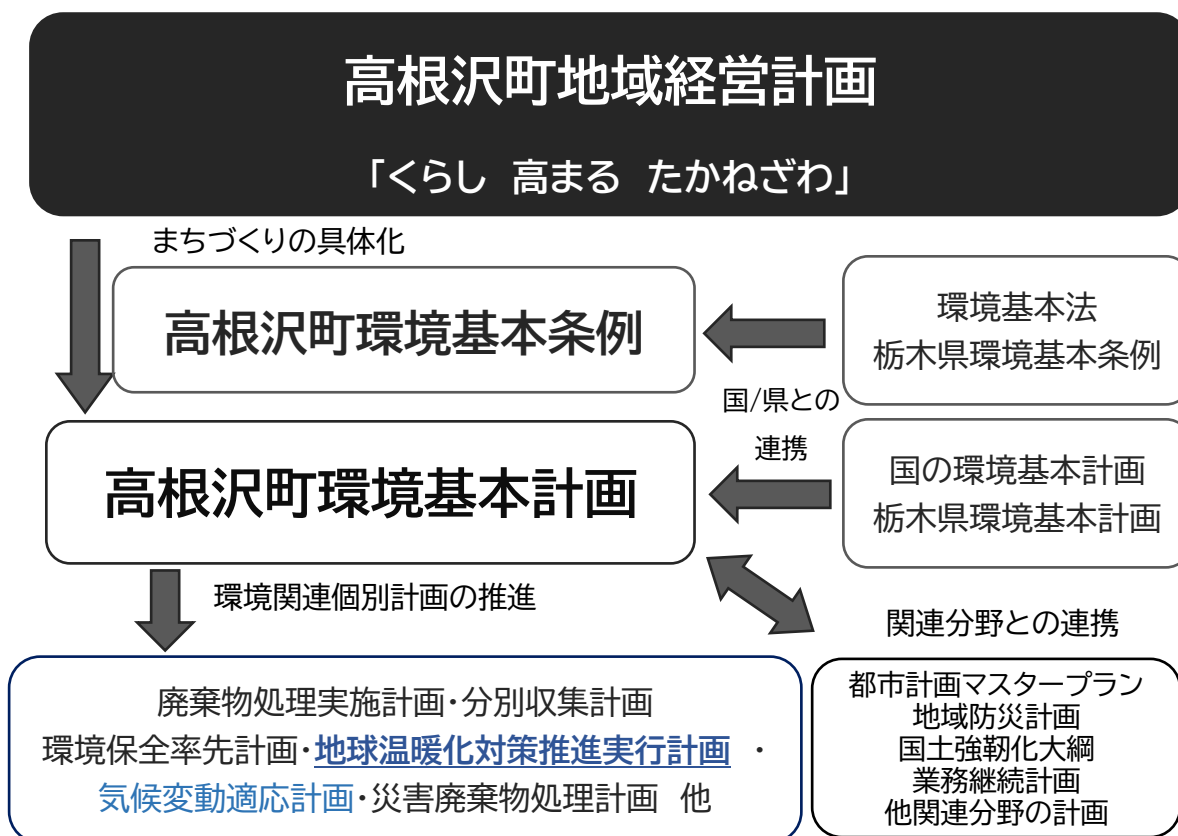 高根沢町地域経営計画
「くらし 高まる たかねざわ」
まちづくりの具体化
高根沢町環境基本条例
環境基本法
栃木県環境基本条例
国/県との
連携
高根沢町環境基本計画
国の環境基本計画
栃木県環境基本計画
環境関連個別計画の推進
関連分野との連携
廃棄物処理実施計画・分別収集計画
環境保全率先計画・地球温暖化対策推進実行計画 ・
気候変動適応計画・災害廃棄物処理計画 他
都市計画マスタープラン
地域防災計画
国土強靭化大綱
業務継続計画
他関連分野の計画